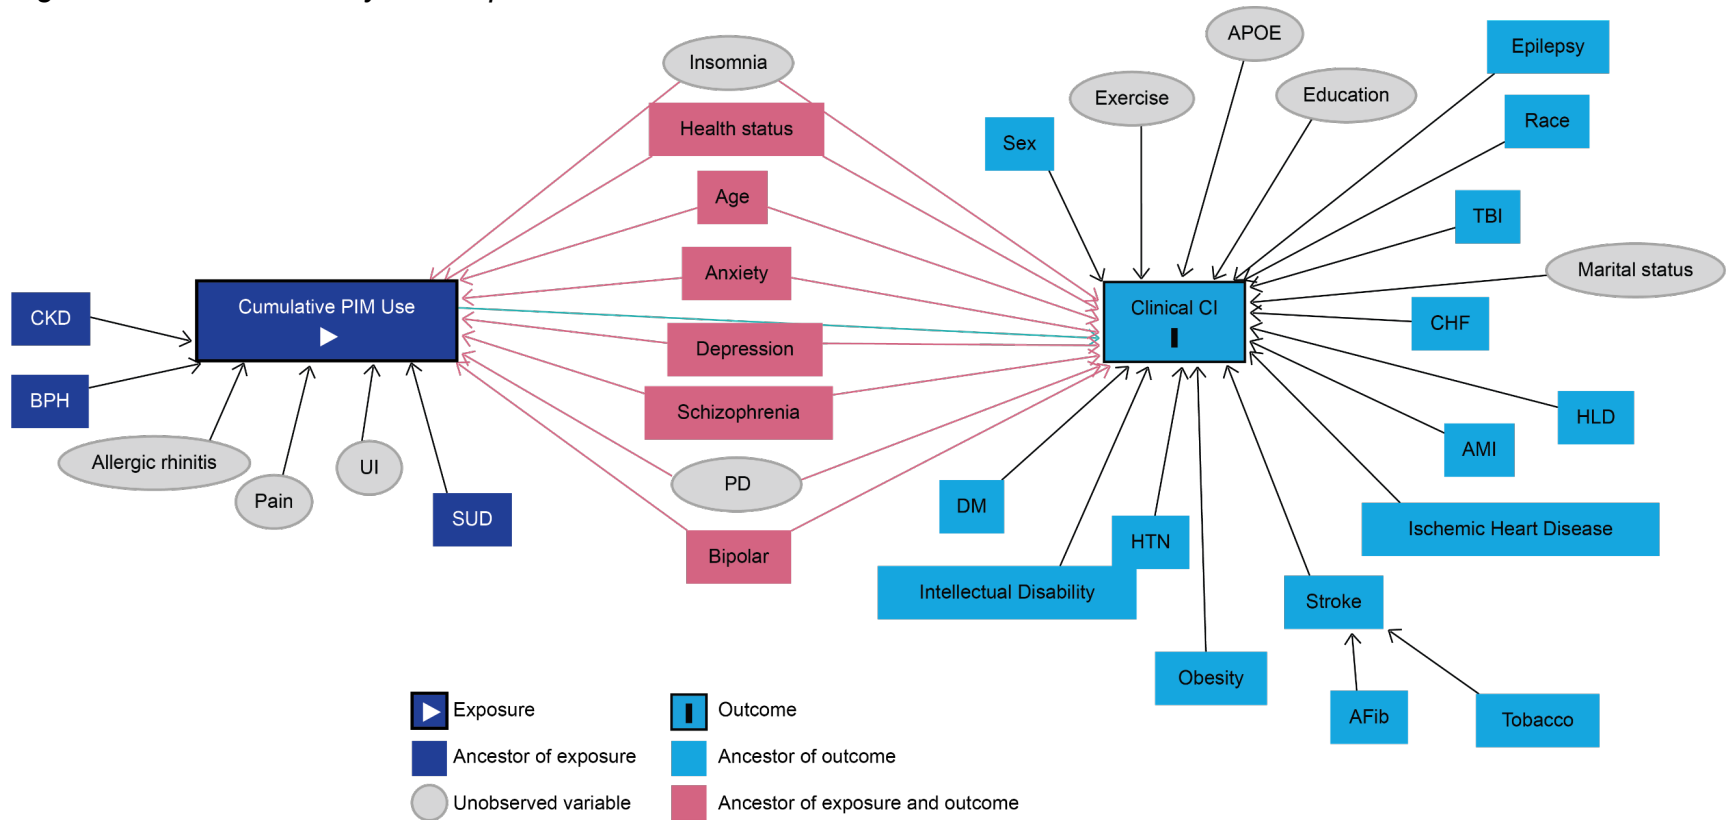 Insomnia
APOE
Epilepsy
Exercise
Education
Health status
Race
Sex
Age
TBI
Anxiety
Marital status
Cumulative PIM Use
Clinical CI
CKD
CHF
Depression
BPH
Schizophrenia
HLD
Allergic rhinitis
UI
AMI
Pain
PD
SUD
DM
Ischemic Heart Disease
HTN
Bipolar
Intellectual Disability
Stroke
Obesity
AFib
Tobacco
Exposure
Outcome
Ancestor of exposure
Ancestor of outcome
Unobserved variable
Ancestor of exposure and outcome